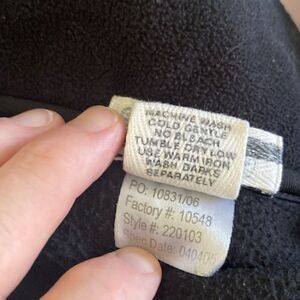 MACHINE WASH
COLD GENTLE
NO BLEACH
TUMBLE DRY LOW
USE WARM IRON
WASH DARKS
SEPARATELY
PO: 10831/06
Factory #: 10548
Style #: 220103
Spec Date: 040405